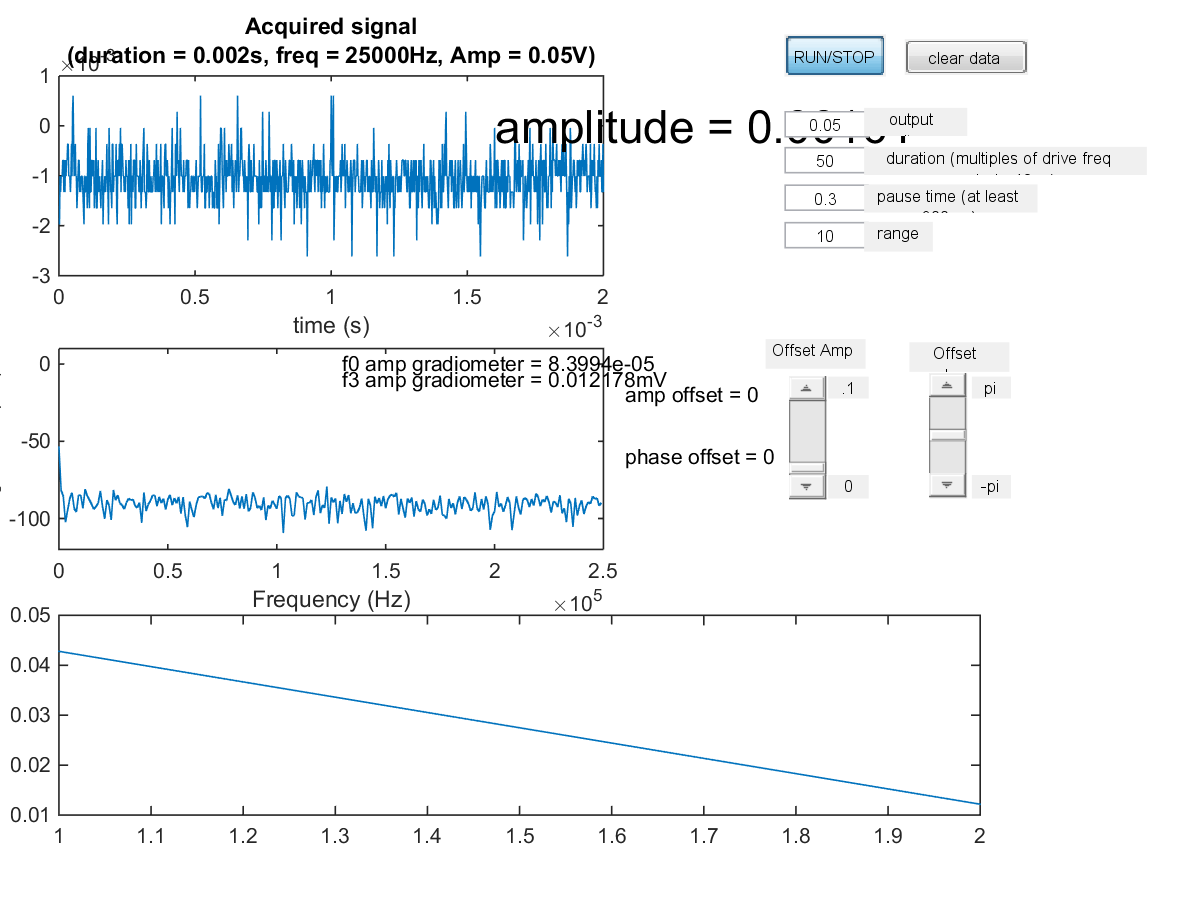 Acquired signal
(duration = 0.002s, freq = 25000Hz, Amp = 0.05V)
×10-3
1
0
-1
-2
-3
0
0.5
1
1.5
2
time (s)
×10-3
RUN/STOP
clear data
amplitude =
0.05
output
50
duration (multiples of drive freq
0.3
pause time (at least
10
range
0
-50
-100
f0 amp gradiometer = 8.3994e-05
f3 amp gradiometer = 0.012178mV
0
0.5
1
1.5
2
2.5
Frequency (Hz)
×105
amp offset = 0
phase offset = 0
Offset Amp
.1
0
Offset
pi
-pi
0.05
0.04
0.03
0.02
0.01
1
1.1
1.2
1.3
1.4
1.5
1.6
1.7
1.8
1.9
2